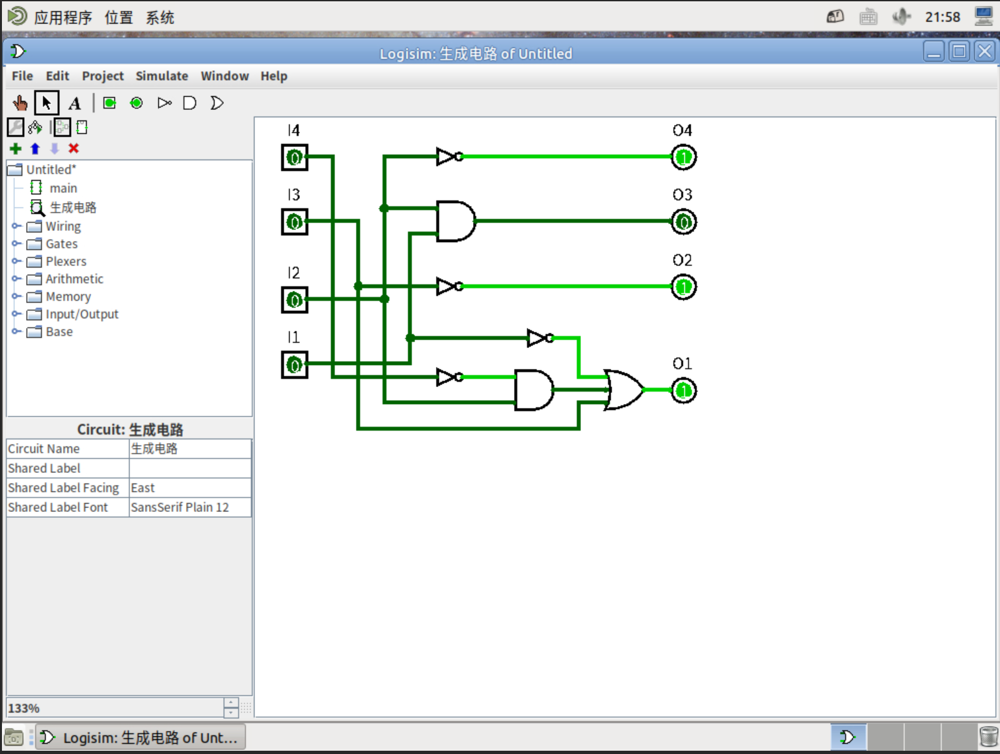 应用程序 位置 系统 21:58
Logisim: 生成电路 of Untitled
File Edit Project Simulate Window Help
A
Untitled*
main
生成电路
Wiring
Gates
Plexers
Arithmetic
Memory
Input/Output
Base
Circuit: 生成电路
Circuit Name 生成电路
Shared Label
Shared Label Facing East
Shared Label Font SansSerif Plain 12
133%
I4 O4
0 1
I3 O3
0 0
I2 O2
0 1
I1 O1
0 1
Logisim: 生成电路 of Unt...